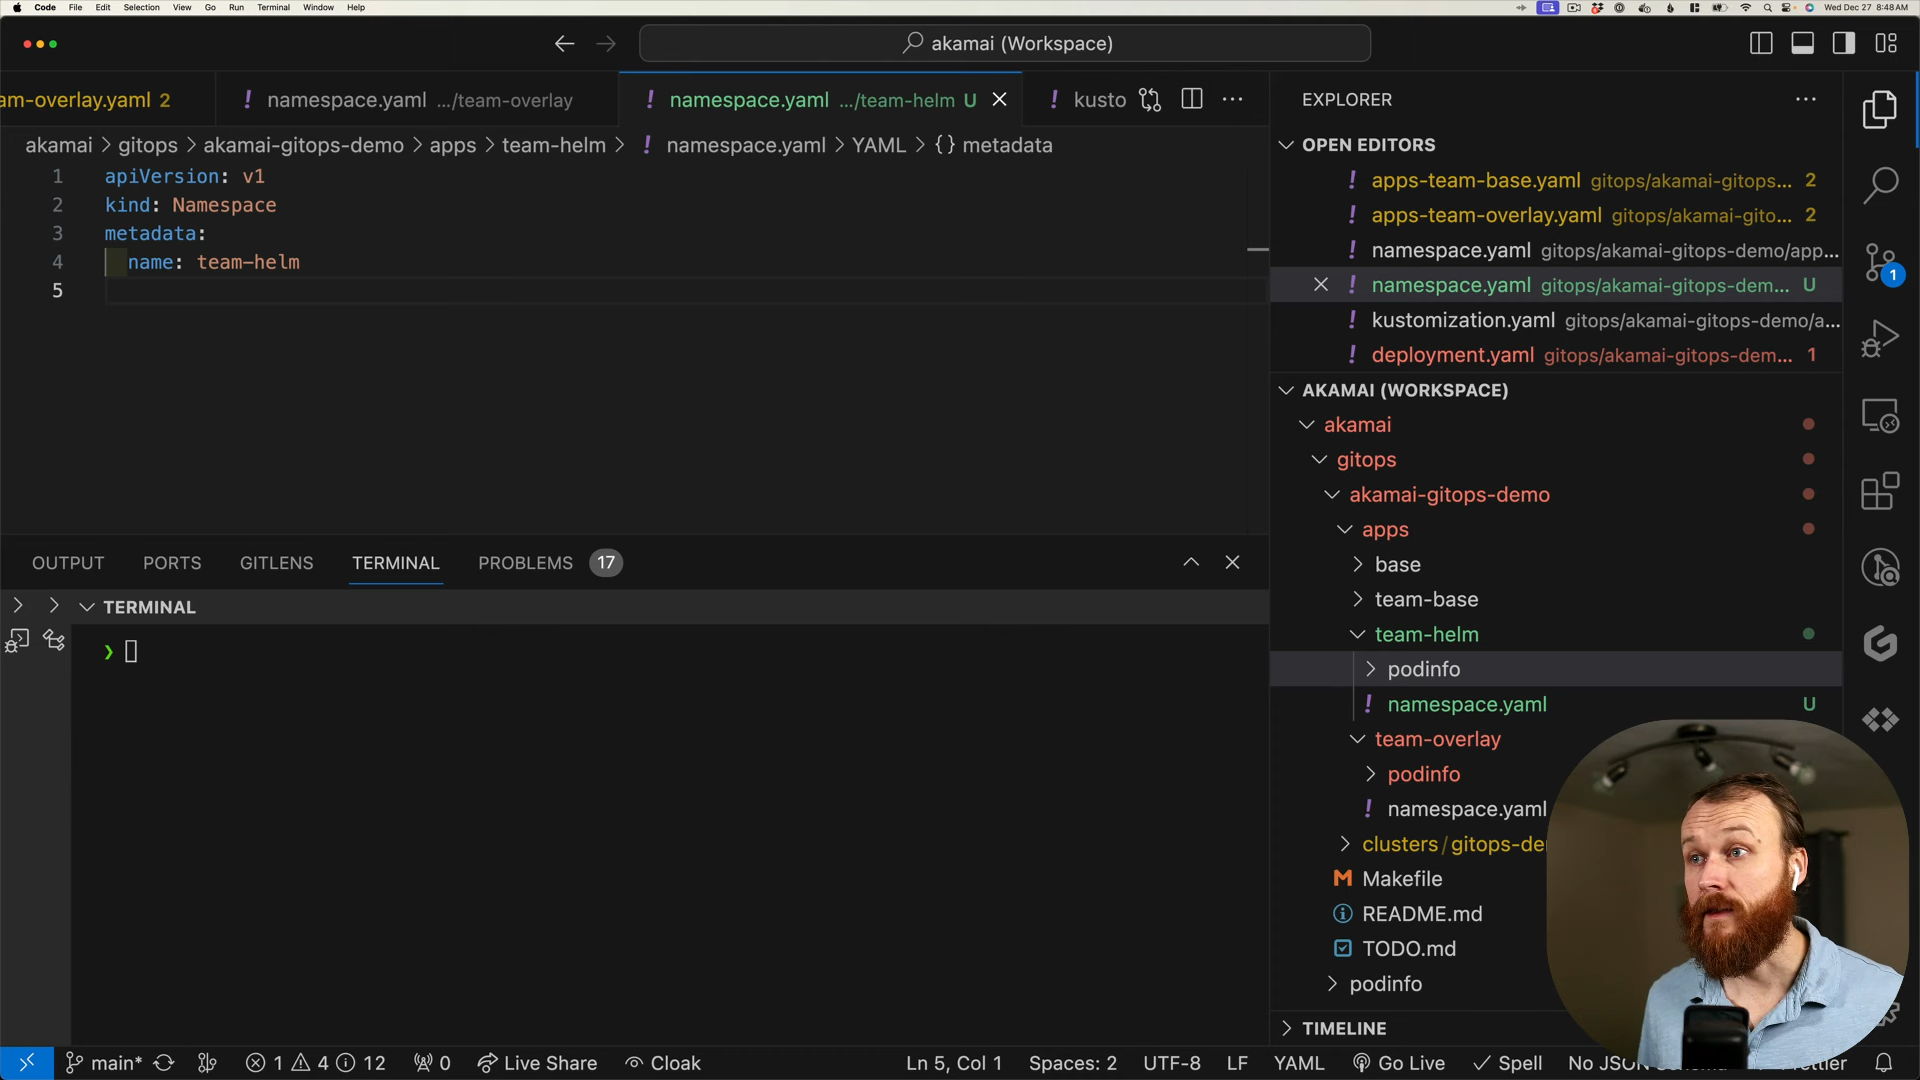 Code File Edit Selection View Go Run Terminal Window Help
Wed Dec 27 8:48 AM
akamai (Workspace)
am-overlay.yaml 2
namespace.yaml .../team-overlay
namespace.yaml .../team-helm U
kusto
akamai > gitops > akamai-gitops-demo > apps > team-helm > ! namespace.yaml > YAML > {} metadata
1 apiVersion: v1
2 kind: Namespace
3 metadata:
4 name: team-helm
5
OUTPUT PORTS GITLENS TERMINAL PROBLEMS 17
TERMINAL
❯
EXPLORER
OPEN EDITORS
! apps-team-base.yaml gitops/akamai-gitops... 2
! apps-team-overlay.yaml gitops/akamai-gito... 2
! namespace.yaml gitops/akamai-gitops-demo/app...
! namespace.yaml gitops/akamai-gitops-dem... U
! kustomization.yaml gitops/akamai-gitops-demo/a...
! deployment.yaml gitops/akamai-gitops-dem... 1
AKAMAI (WORKSPACE)
akamai
gitops
akamai-gitops-demo
apps
base
team-base
team-helm
podinfo
! namespace.yaml U
team-overlay
podinfo
! namespace.yaml
clusters / gitops-de
Makefile
README.md
TODO.md
podinfo
TIMELINE
1
main* 1 4 12 0 Live Share Cloak
Ln 5, Col 1 Spaces: 2 UTF-8 LF YAML Go Live Spell